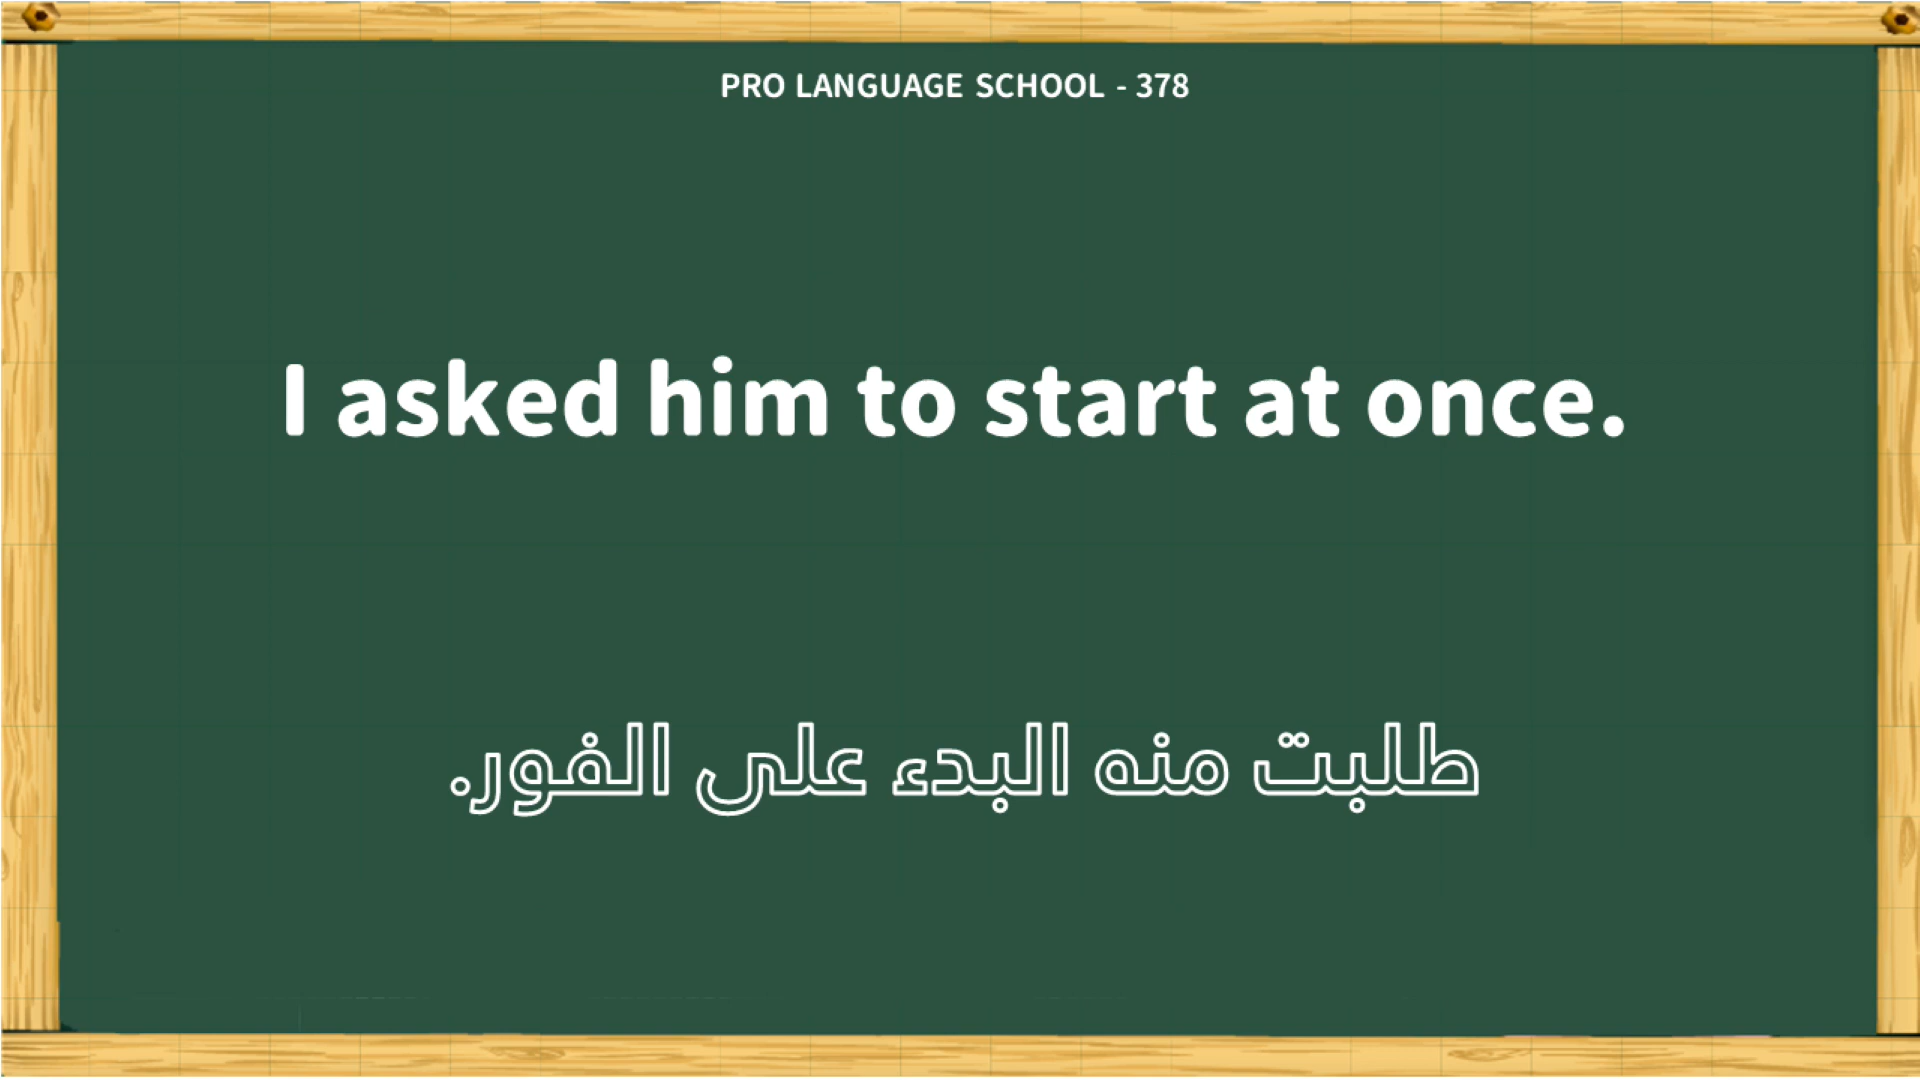 PRO LANGUAGE SCHOOL - 378
I asked him to start at once.
طلبت منه البدء على الفور.